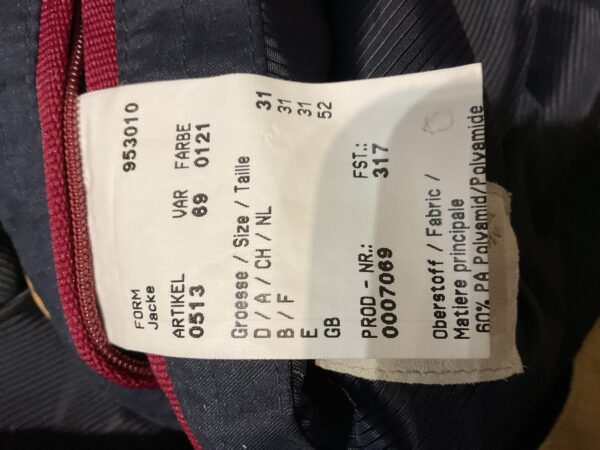 FORM 953010
Jacke
ARTIKEL VAR FARBE
0513 69 0121
Groesse / Size / Taille
D / A / CH / NL 31
B / F 31
E 31
GB 52
PROD - NR.: FST.:
0007069 317
Oberstoff / Fabric /
Matiere principale
60% PA Polyamid/Polyamide